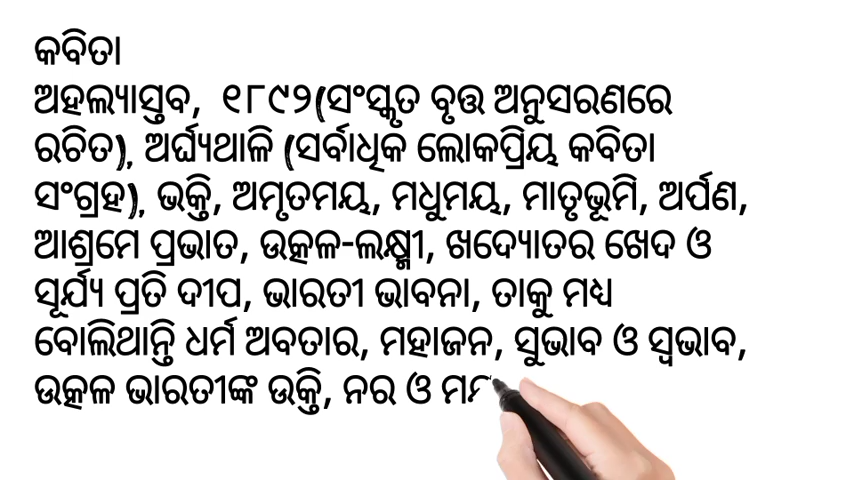 କବିତା
ଅହଲ୍ୟାସ୍ତବ, ୧୮୯୨(ସଂସ୍କୃତ ବୃତ୍ତ ଅନୁସରଣରେ
ରଚିତ), ଅର୍ଘ୍ୟଥାଳି (ସର୍ବାଧିକ ଲୋକପ୍ରିୟ କବିତା
ସଂଗ୍ରହ), ଭକ୍ତି, ଅମୃତମୟ, ମଧୁମୟ, ମାତୃଭୂମି, ଅର୍ପଣ,
ଆଶ୍ରମେ ପ୍ରଭାତ, ଉତ୍କଳ-ଲକ୍ଷ୍ମୀ, ଖଦ୍ୟୋତର ଖେଦ ଓ
ସୂର୍ଯ୍ୟ ପ୍ରତି ଦୀପ, ଭାରତୀ ଭାବନା, ତାକୁ ମଧ୍ୟ
ବୋଲିଥାନ୍ତି ଧର୍ମ ଅବତାର, ମହାଜନ, ସୁଭାବ ଓ ସ୍ବଭାବ,
ଉତ୍କଳ ଭାରତୀଙ୍କ ଉକ୍ତି, ନର ଓ